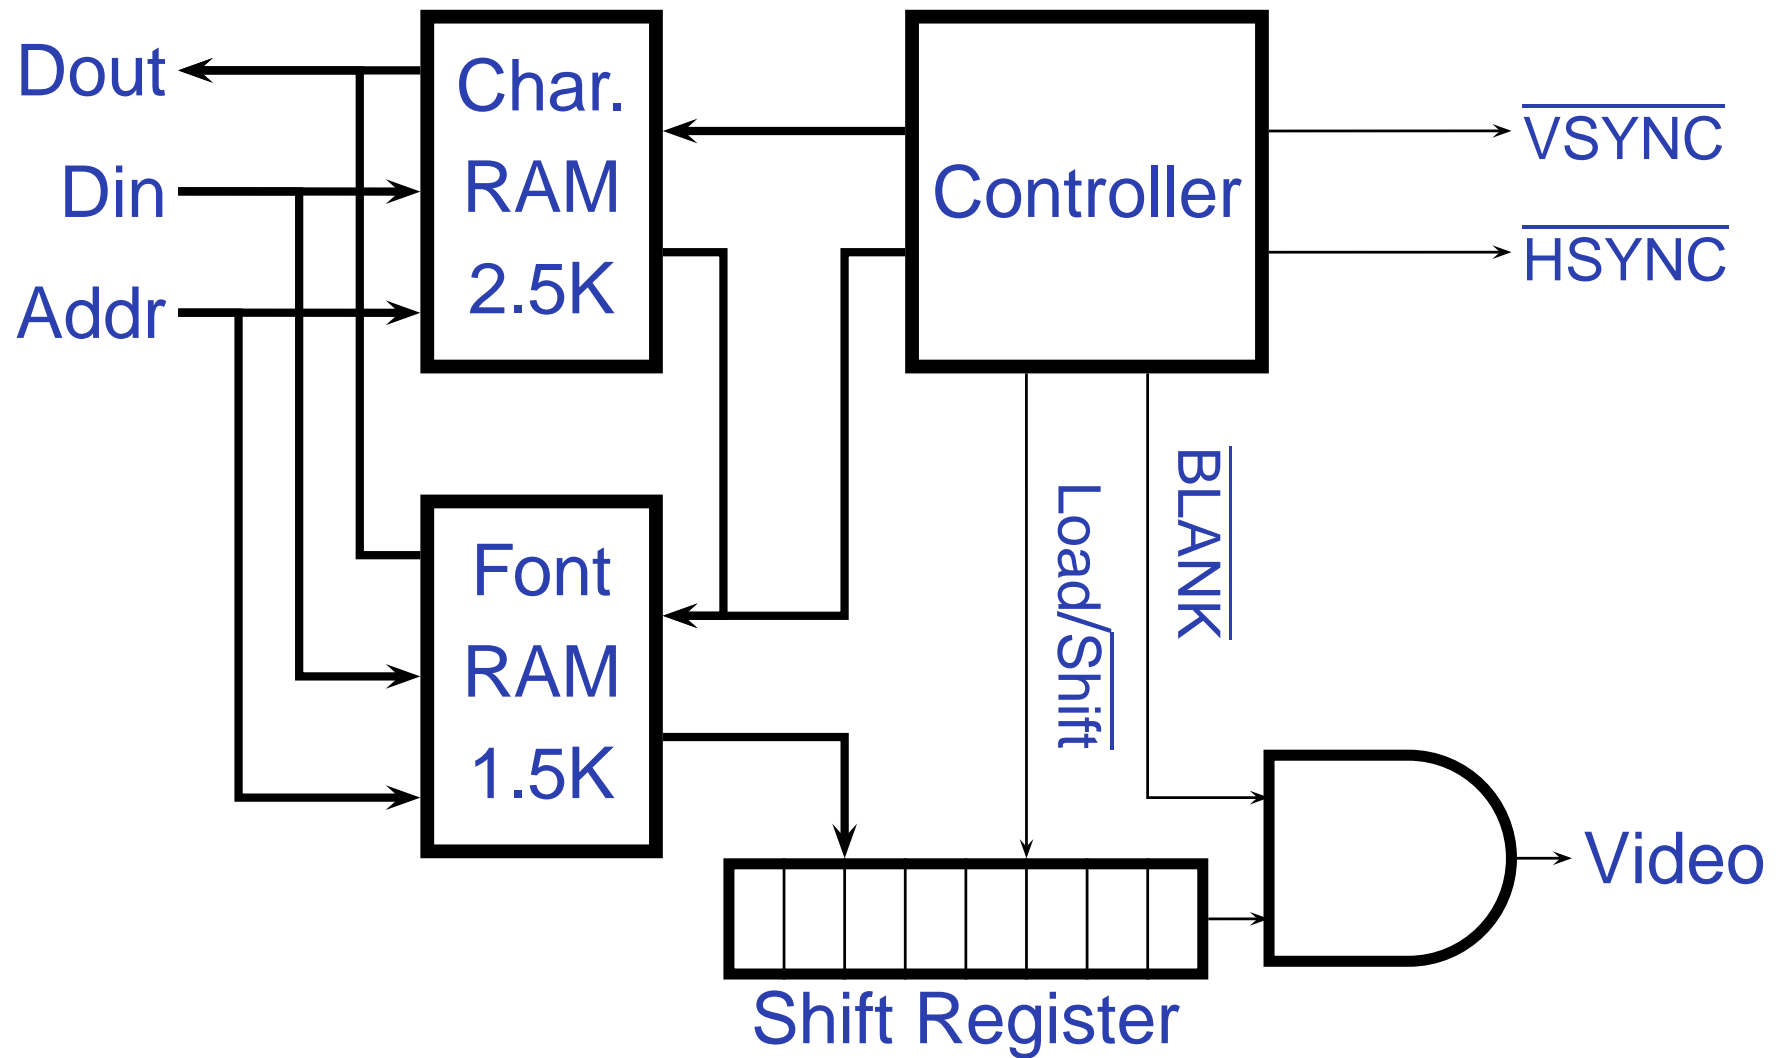 Dout
Din
Addr
Char.
RAM
2.5K
Controller
VSYNC
HSYNC
Font
RAM
1.5K
Load/Shift
BLANK
Video
Shift Register